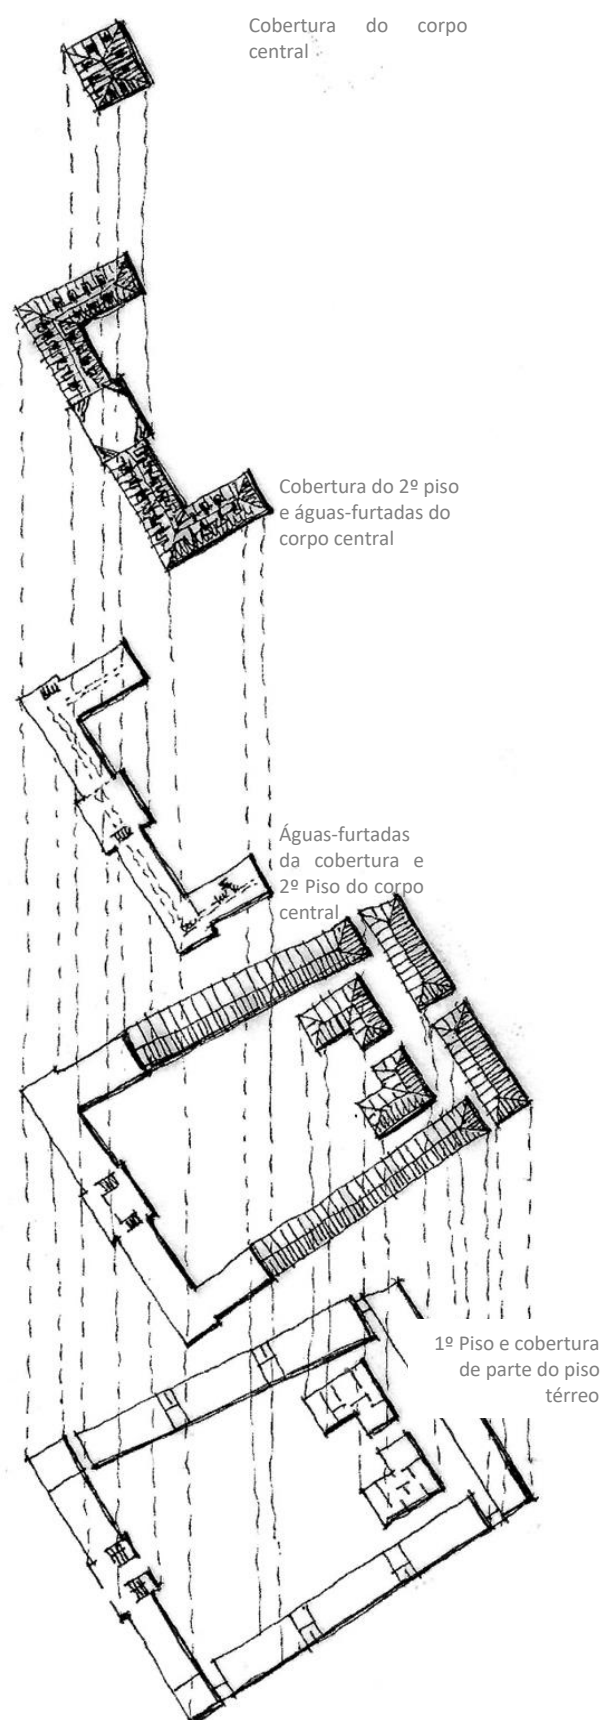 Cobertura do corpo
central
Cobertura do 2º piso
e águas-furtadas do
corpo central
Águas-furtadas
da cobertura e
2º Piso do corpo
central
1º Piso e cobertura
de parte do piso
térreo